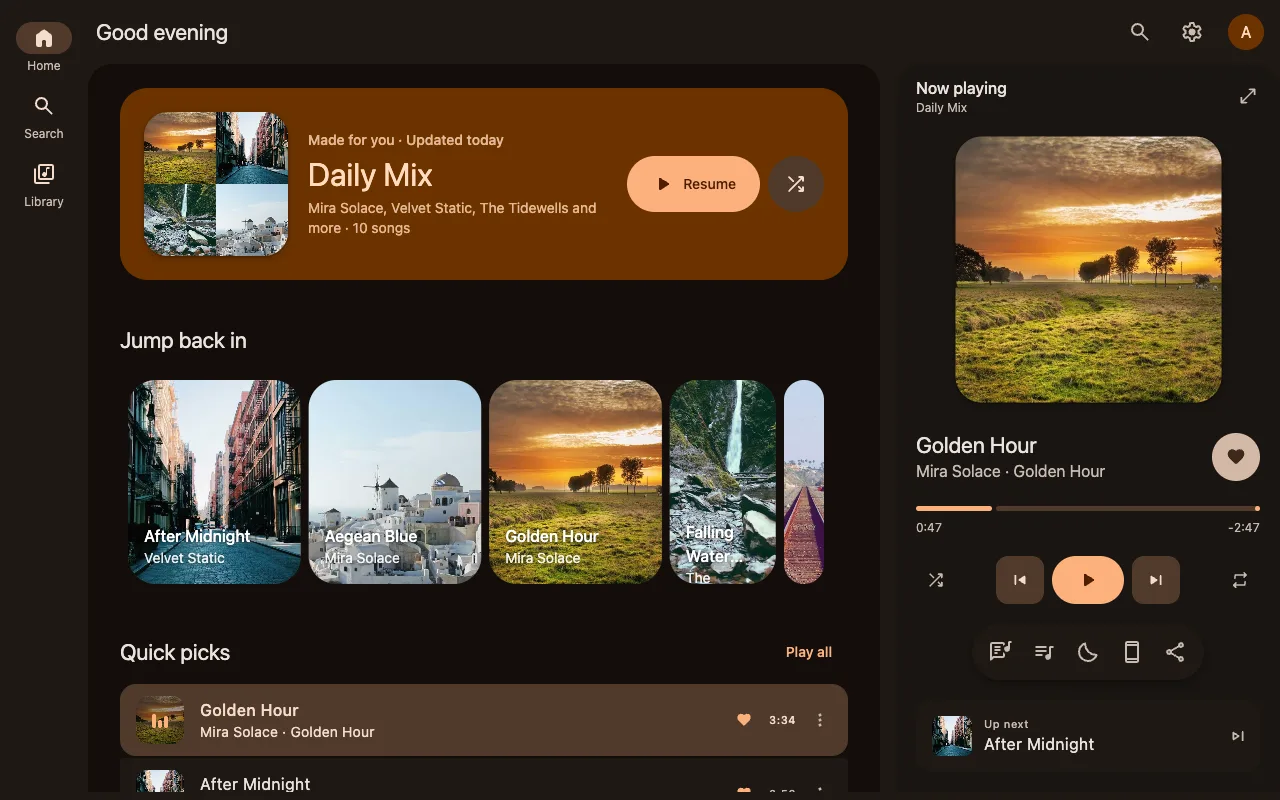 Good evening
A
Home
Search
Library
Made for you · Updated today
Daily Mix
Mira Solace, Velvet Static, The Tidewells and
more · 10 songs
Resume
Jump back in
After Midnight
Velvet Static
Aegean Blue
Mira Solace
Golden Hour
Mira Solace
Falling
Water…
The
Quick picks
Play all
Golden Hour
Mira Solace · Golden Hour
3:34
After Midnight
Now playing
Daily Mix
Golden Hour
Mira Solace · Golden Hour
0:47
-2:47
Up next
After Midnight